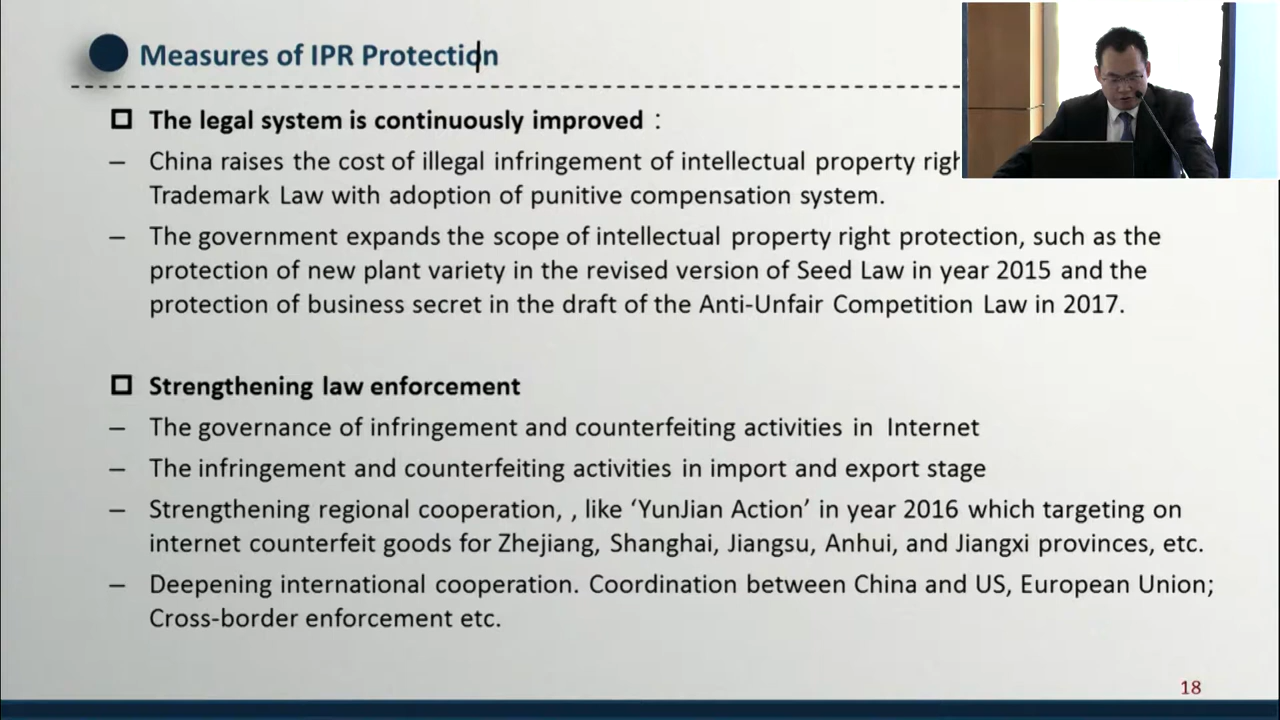 Measures of IPR Protection
The legal system is continuously improved :
– China raises the cost of illegal infringement of intellectual property
Trademark Law with adoption of punitive compensation system.
– The government expands the scope of intellectual property right protection, such as the
protection of new plant variety in the revised version of Seed Law in year 2015 and the
protection of business secret in the draft of the Anti-Unfair Competition Law in 2017.
Strengthening law enforcement
– The governance of infringement and counterfeiting activities in Internet
– The infringement and counterfeiting activities in import and export stage
– Strengthening regional cooperation, , like ‘YunJian Action’ in year 2016 which targeting on
internet counterfeit goods for Zhejiang, Shanghai, Jiangsu, Anhui, and Jiangxi provinces, etc.
– Deepening international cooperation. Coordination between China and US, European Union;
Cross-border enforcement etc.
18